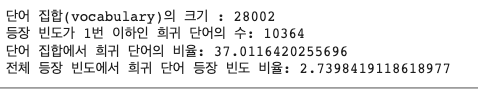 단어 집합(vocabulary)의 크기 : 28002
등장 빈도가 1번 이하인 희귀 단어의 수: 10364
단어 집합에서 희귀 단어의 비율: 37.0116420255696
전체 등장 빈도에서 희귀 단어 등장 빈도 비율: 2.7398419118618977